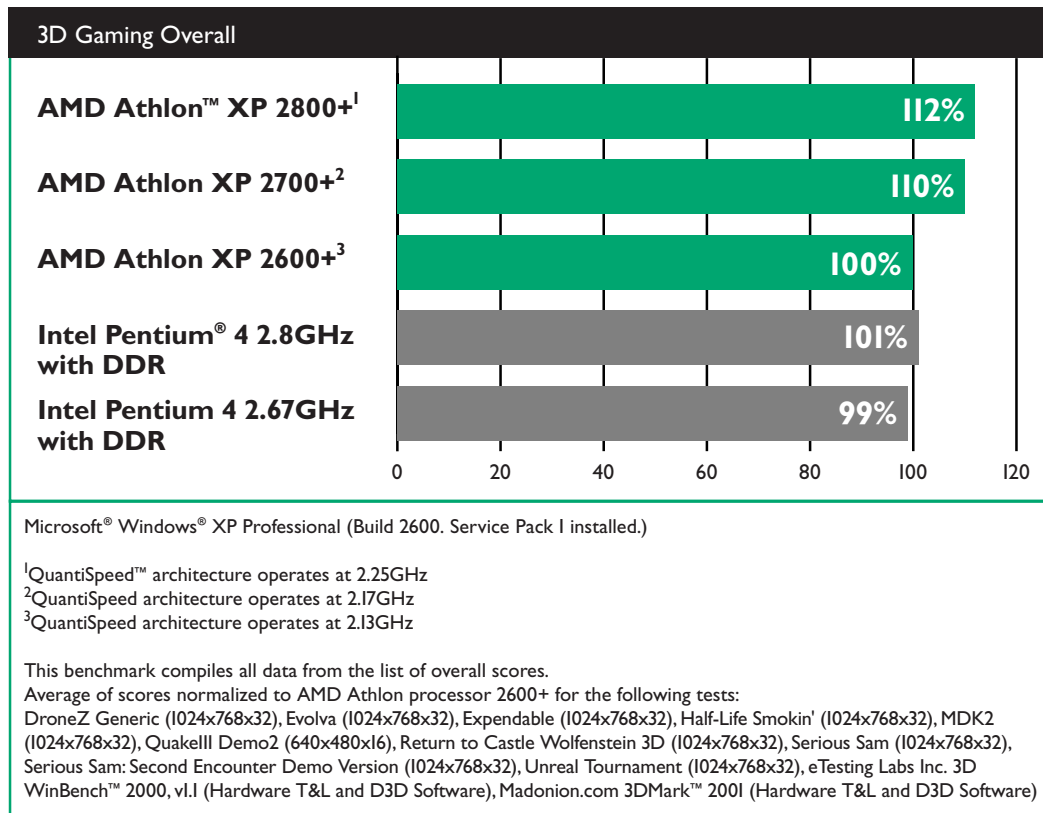 3D Gaming Overall
AMD Athlon™ XP 2800+¹
112%
AMD Athlon XP 2700+²
110%
AMD Athlon XP 2600+³
100%
Intel Pentium® 4 2.8GHz
with DDR
101%
Intel Pentium 4 2.67GHz
with DDR
99%
0 20 40 60 80 100 120
Microsoft® Windows® XP Professional (Build 2600. Service Pack 1 installed.)
¹QuantiSpeed™ architecture operates at 2.25GHz
²QuantiSpeed architecture operates at 2.17GHz
³QuantiSpeed architecture operates at 2.13GHz
This benchmark compiles all data from the list of overall scores.
Average of scores normalized to AMD Athlon processor 2600+ for the following tests:
DroneZ Generic (1024x768x32), Evolva (1024x768x32), Expendable (1024x768x32), Half-Life Smokin' (1024x768x32), MDK2
(1024x768x32), QuakeIII Demo2 (640x480x16), Return to Castle Wolfenstein 3D (1024x768x32), Serious Sam (1024x768x32),
Serious Sam: Second Encounter Demo Version (1024x768x32), Unreal Tournament (1024x768x32), eTesting Labs Inc. 3D
WinBench™ 2000, v1.1 (Hardware T&L and D3D Software), Madonion.com 3DMark™ 2001 (Hardware T&L and D3D Software)